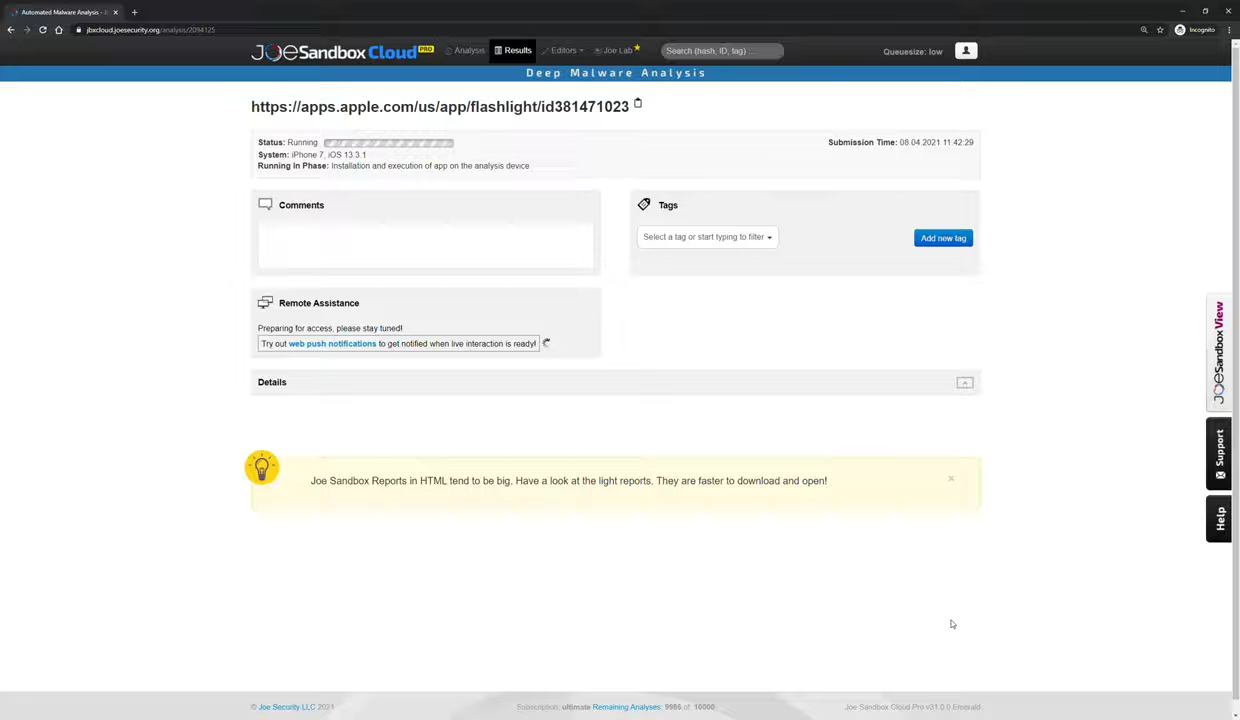 Automated Malware Analysis -
jbxcloud.joesecurity.org/analysis/2094125
Incognito
JOESandbox Cloud PRO
Analysis
Results
Editors
Joe Lab
Search (hash, ID, tag) ...
Queuesize: low
Deep Malware Analysis
https://apps.apple.com/us/app/flashlight/id381471023
Status: Running
Submission Time: 08.04.2021 11:42:29
System: iPhone 7, iOS 13.3.1
Running in Phase: Installation and execution of app on the analysis device
Comments
Tags
Select a tag or start typing to filter
Add new tag
Remote Assistance
Preparing for access, please stay tuned!
Try out web push notifications to get notified when live interaction is ready!
Details
Joe Sandbox Reports in HTML tend to be big. Have a look at the light reports. They are faster to download and open!
JOESandboxView
Support
Help
© Joe Security LLC 2021
Subscription: ultimate Remaining Analyses: 9986 of 10000
Joe Sandbox Cloud Pro v31.0.0 Emerald